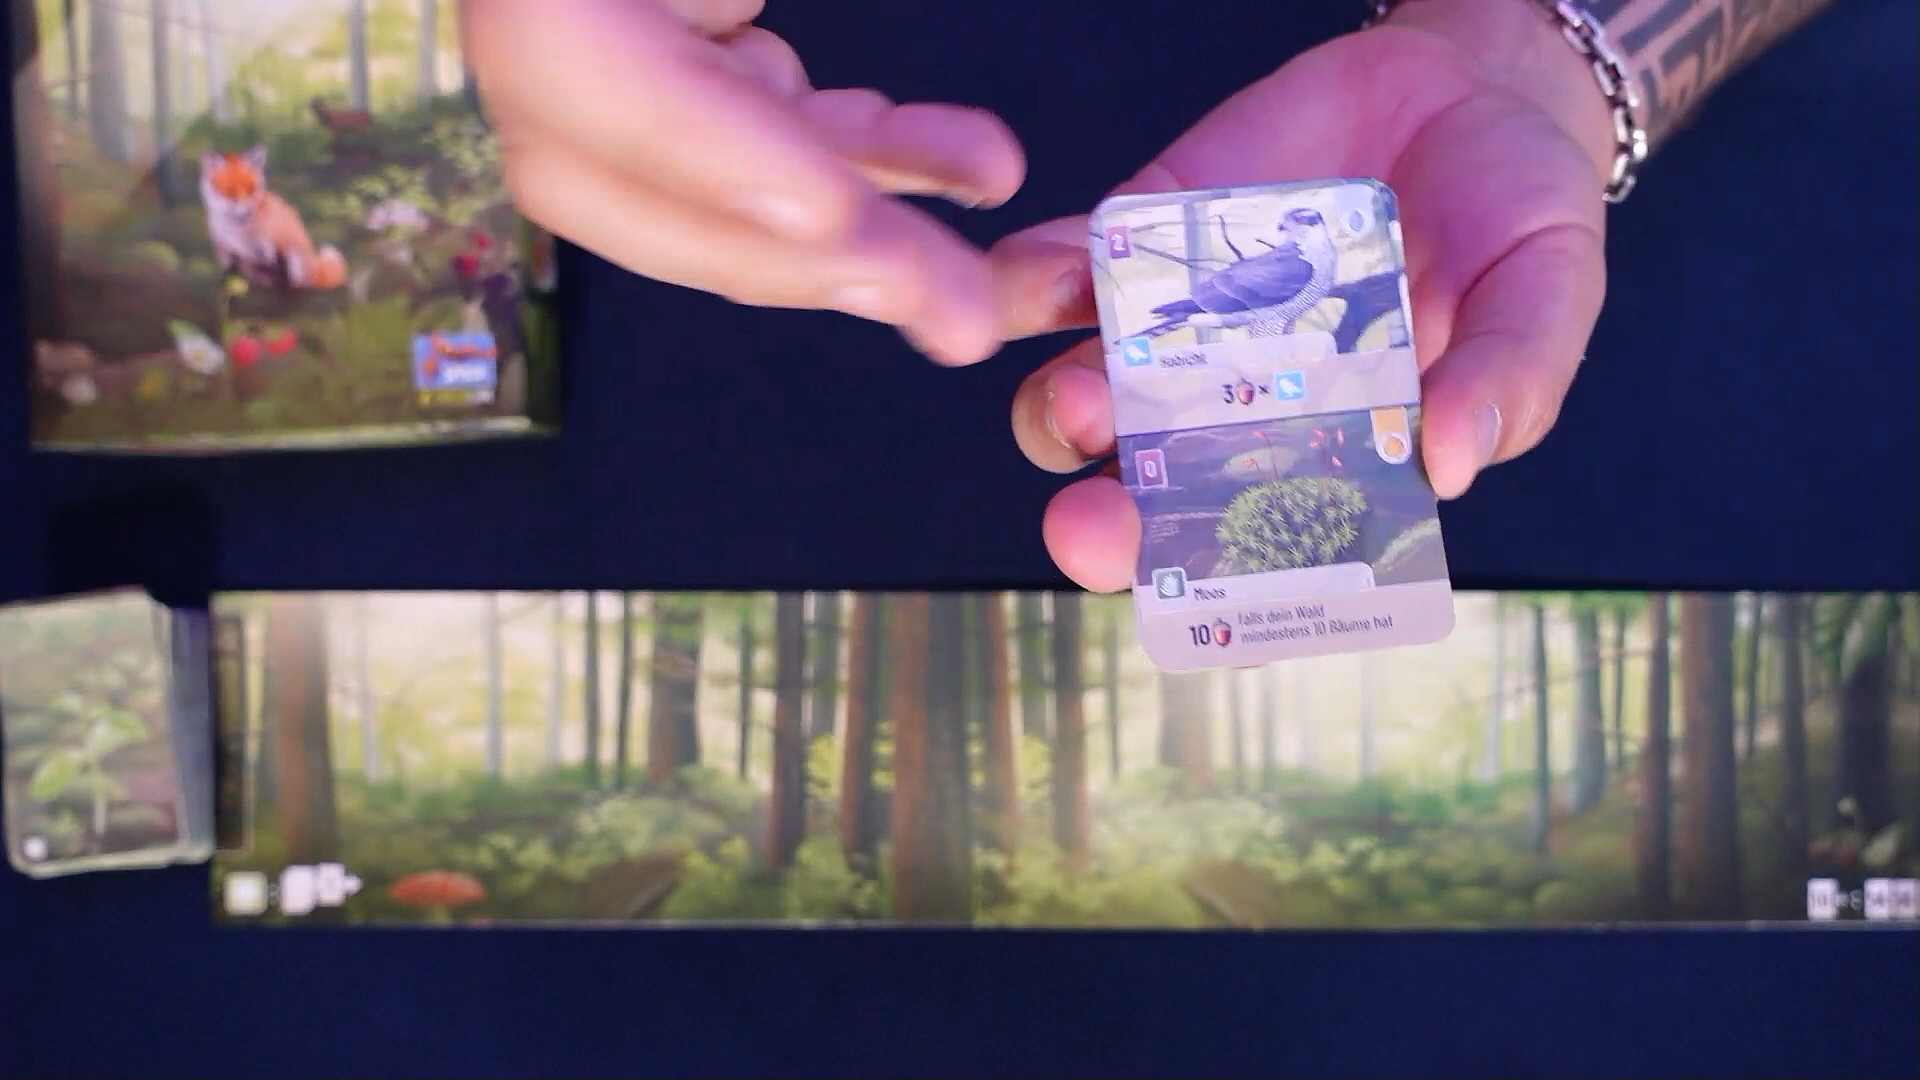 2
Habicht
3 ×
0
Moos
10 falls dein Wald
mindestens 10 Bäume hat